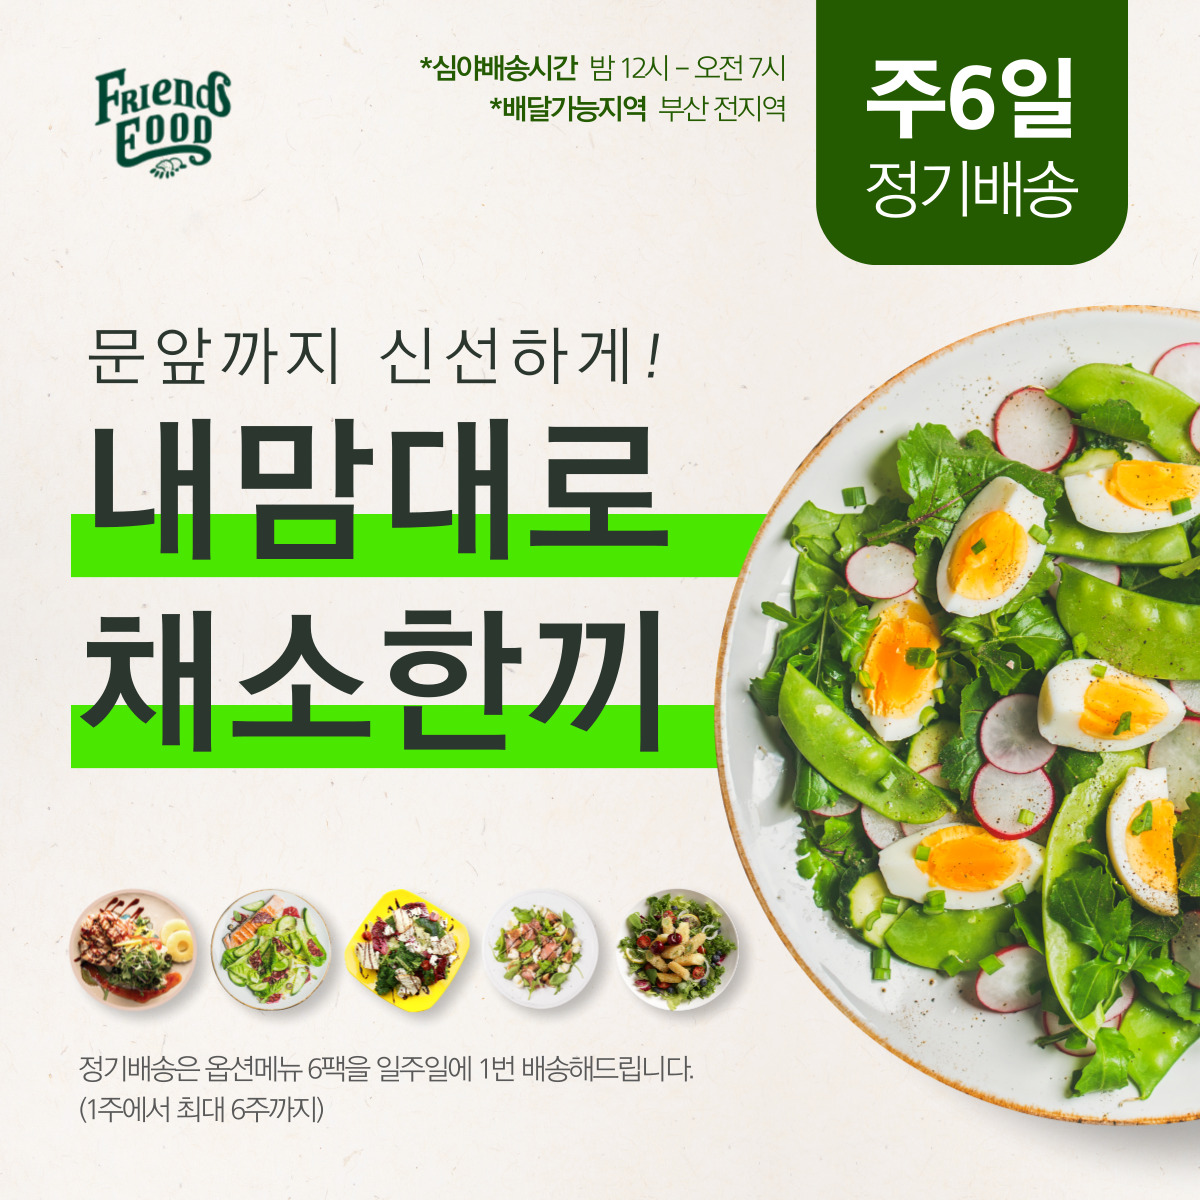 FRIENDS
FOOD
*심야배송시간 밤 12시 – 오전 7시
*배달가능지역 부산 전지역
주6일
정기배송
문앞까지 신선하게!
내맘대로
채소한끼
정기배송은 옵션메뉴 6팩을 일주일에 1번 배송해드립니다.
(1주에서 최대 6주까지)